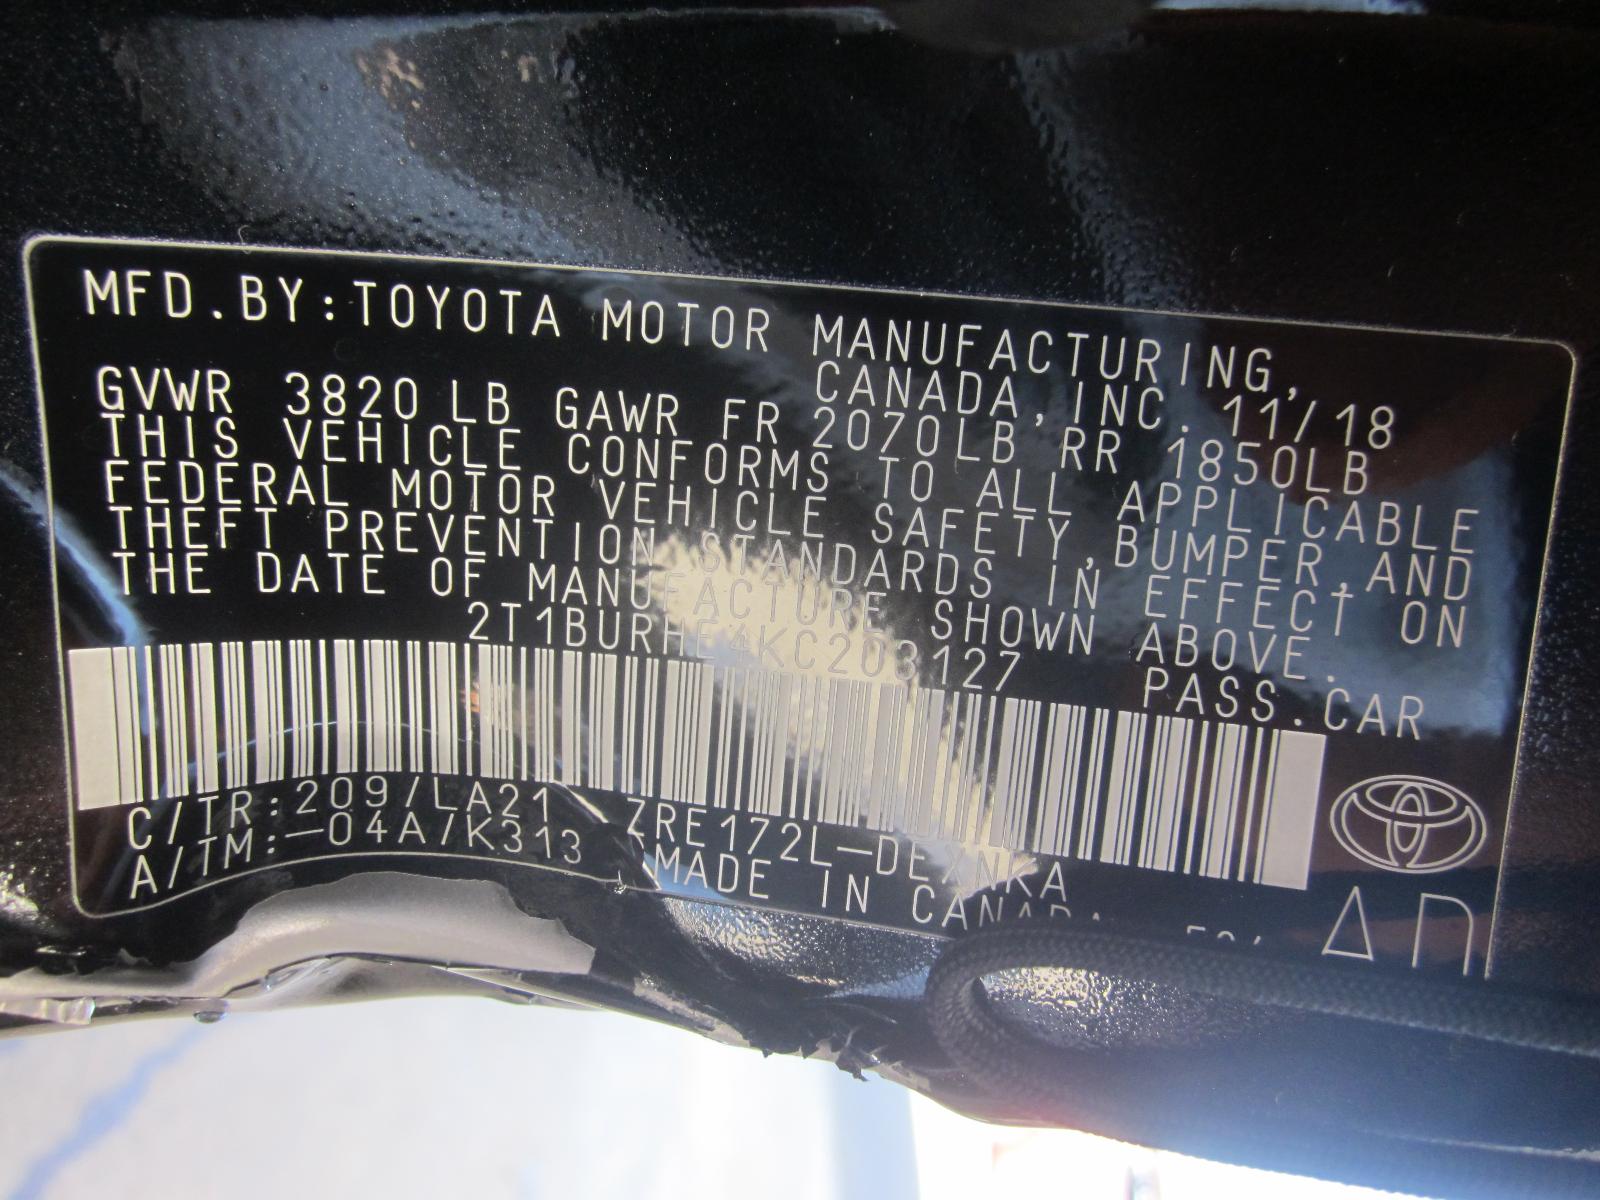 MFD.BY:TOYOTA MOTOR MANUFACTURING,
CANADA, INC. 11/18
GVWR 3820 LB GAWR FR 2070LB RR 1850LB
THIS VEHICLE CONFORMS TO ALL APPLICABLE
FEDERAL MOTOR VEHICLE SAFETY,BUMPER,AND
THEFT PREVENTION STANDARDS IN EFFECT ON
THE DATE OF MANUFACTURE SHOWN ABOVE.
2T1BURHE4KC203127 PASS.CAR
C/TR:209/LA21 ZRE172L–DEXNKA
A/TM:–04A/K313 MADE IN CANADA